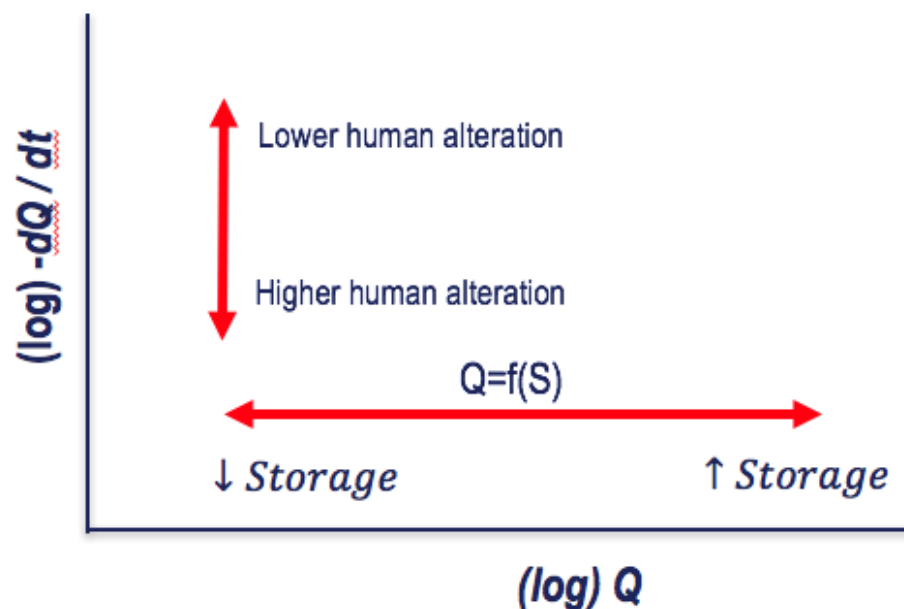 (log) -dQ / dt
Lower human alteration
Higher human alteration
Q=f(S)
↓ Storage
↑ Storage
(log) Q